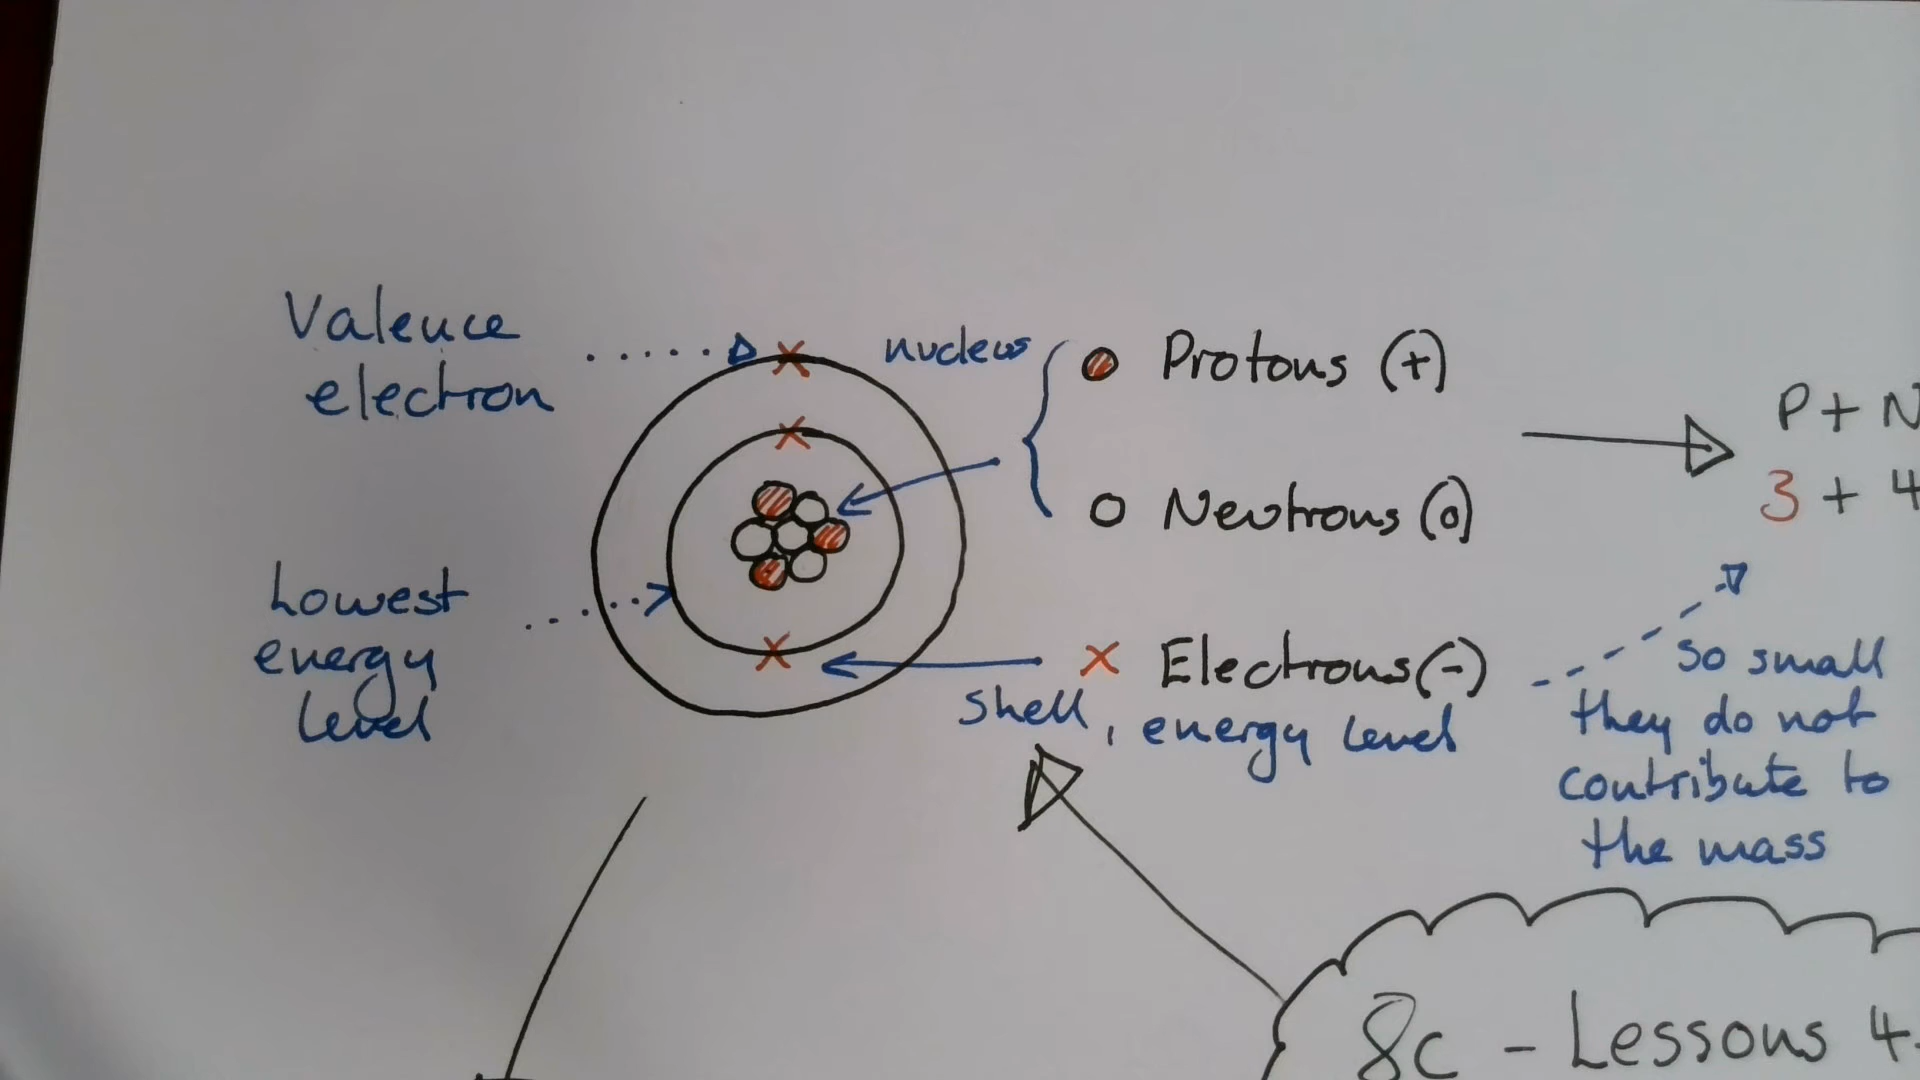 Valence
electron
nucleus
Protons (+)
Neutrons (0)
P + N
3 + 4
Lowest
energy
level
Electrons (-)
Shell, energy level
So small
they do not
contribute to
the mass
8C - Lessons 4